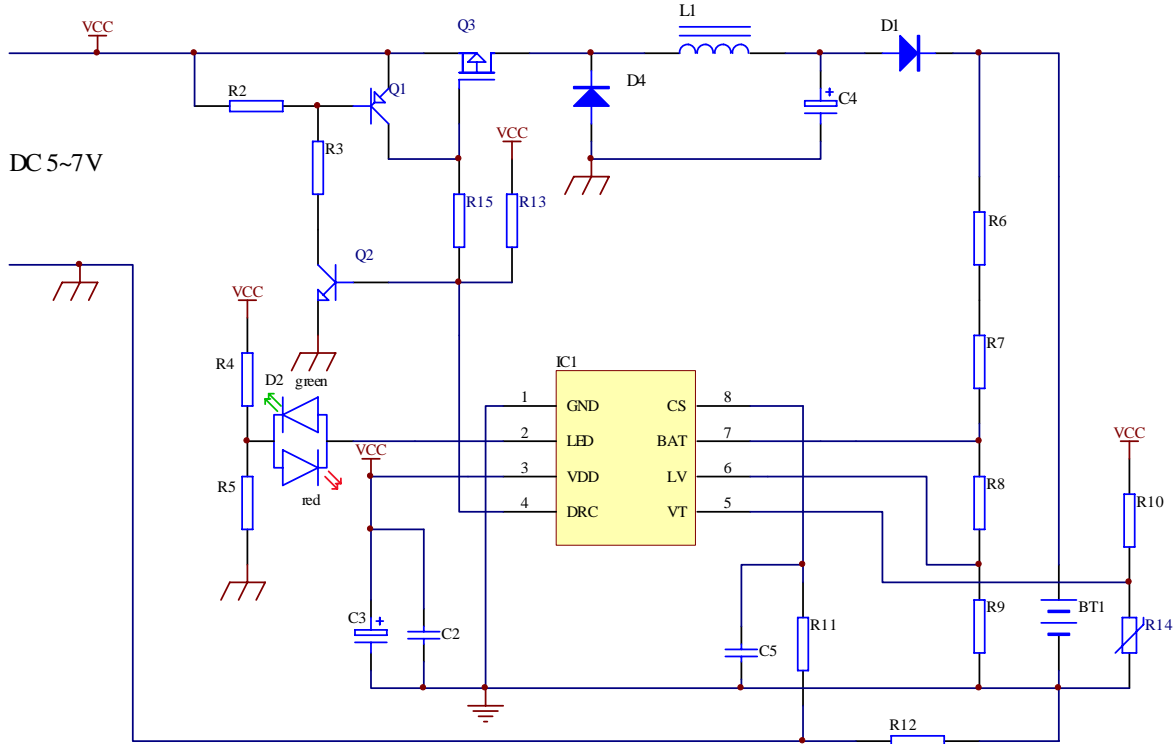 Q3
L1
D1
VCC
R2
Q1
D4
C4
VCC
DC 5~7V
R3
R15
R13
R6
Q2
VCC
R4
D2
green
R7
IC1
1
GND
CS
8
2
LED
BAT
7
VCC
VCC
3
VDD
LV
6
R5
red
R8
R10
4
DRC
VT
5
C3
C2
C5
R11
R9
BT1
R14
R12